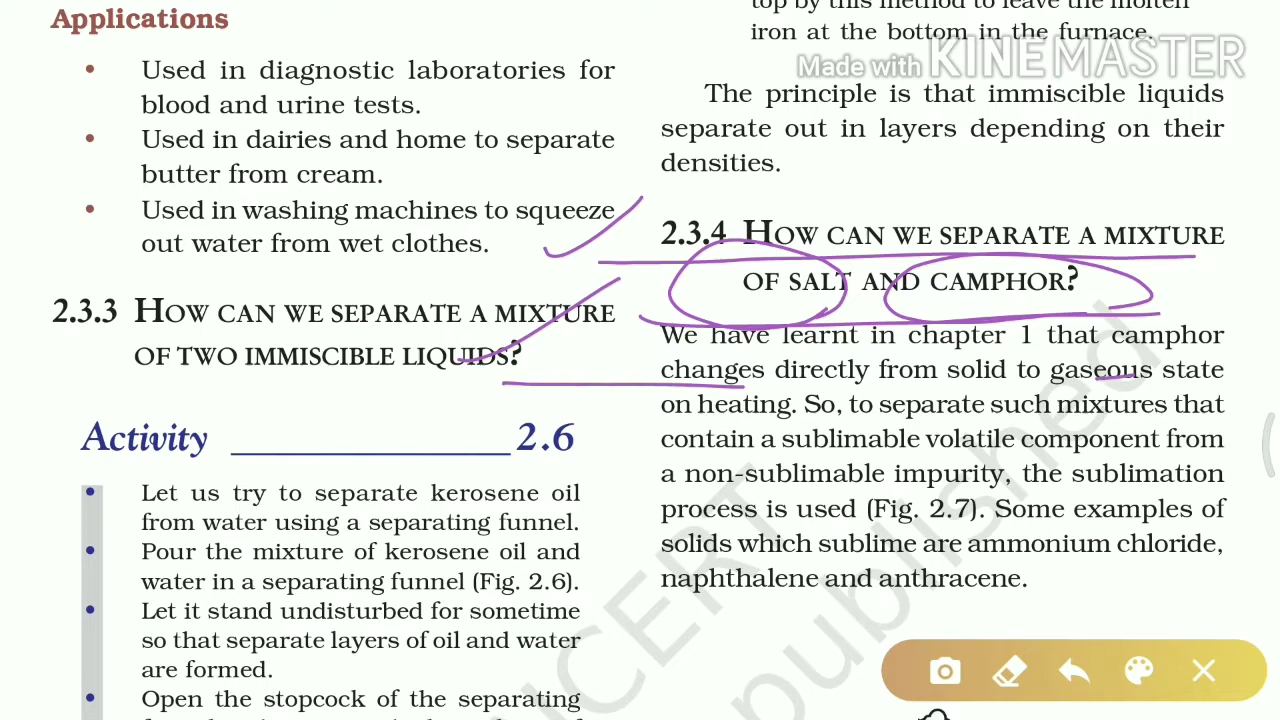 Applications
• Used in diagnostic laboratories for
blood and urine tests.
• Used in dairies and home to separate
butter from cream.
• Used in washing machines to squeeze
out water from wet clothes.
2.3.3 HOW CAN WE SEPARATE A MIXTURE
OF TWO IMMISCIBLE LIQUIDS?
Activity ______________ 2.6
• Let us try to separate kerosene oil
from water using a separating funnel.
• Pour the mixture of kerosene oil and
water in a separating funnel (Fig. 2.6).
• Let it stand undisturbed for sometime
so that separate layers of oil and water
are formed.
• Open the stopcock of the separating
top by this method to leave the molten
iron at the bottom in the furnace.
Made with KINEMASTER
The principle is that immiscible liquids
separate out in layers depending on their
densities.
2.3.4 HOW CAN WE SEPARATE A MIXTURE
OF SALT AND CAMPHOR?
We have learnt in chapter 1 that camphor
changes directly from solid to gaseous state
on heating. So, to separate such mixtures that
contain a sublimable volatile component from
a non-sublimable impurity, the sublimation
process is used (Fig. 2.7). Some examples of
solids which sublime are ammonium chloride,
naphthalene and anthracene.
NCERT
published